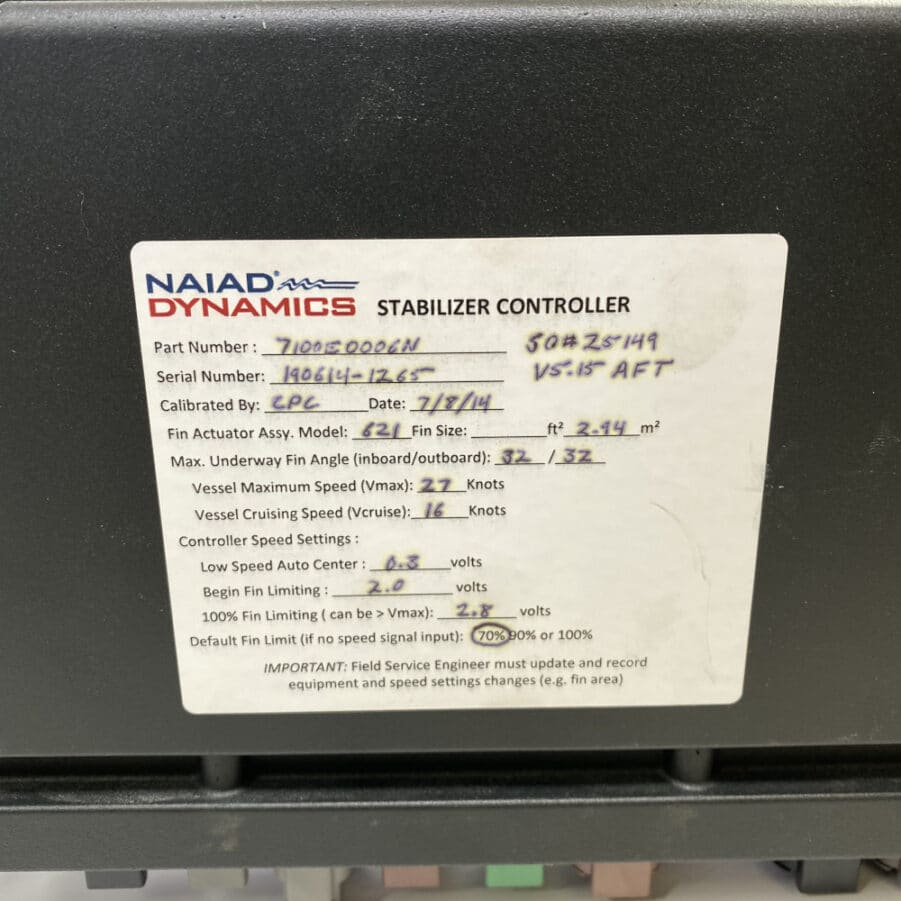 NAIAD®
DYNAMICS STABILIZER CONTROLLER
Part Number : 7100E0006N SO#25149
Serial Number: 190614-1265 V5.15 AFT
Calibrated By: CPC Date: 7/8/14
Fin Actuator Assy. Model: 621 Fin Size: ft² 2.94 m²
Max. Underway Fin Angle (inboard/outboard): 32 / 32
Vessel Maximum Speed (Vmax): 27 Knots
Vessel Cruising Speed (Vcruise): 16 Knots
Controller Speed Settings :
Low Speed Auto Center : 0.3 volts
Begin Fin Limiting : 2.0 volts
100% Fin Limiting ( can be > Vmax): 2.8 volts
Default Fin Limit (if no speed signal input): 70% 90% or 100%
IMPORTANT: Field Service Engineer must update and record
equipment and speed settings changes (e.g. fin area)